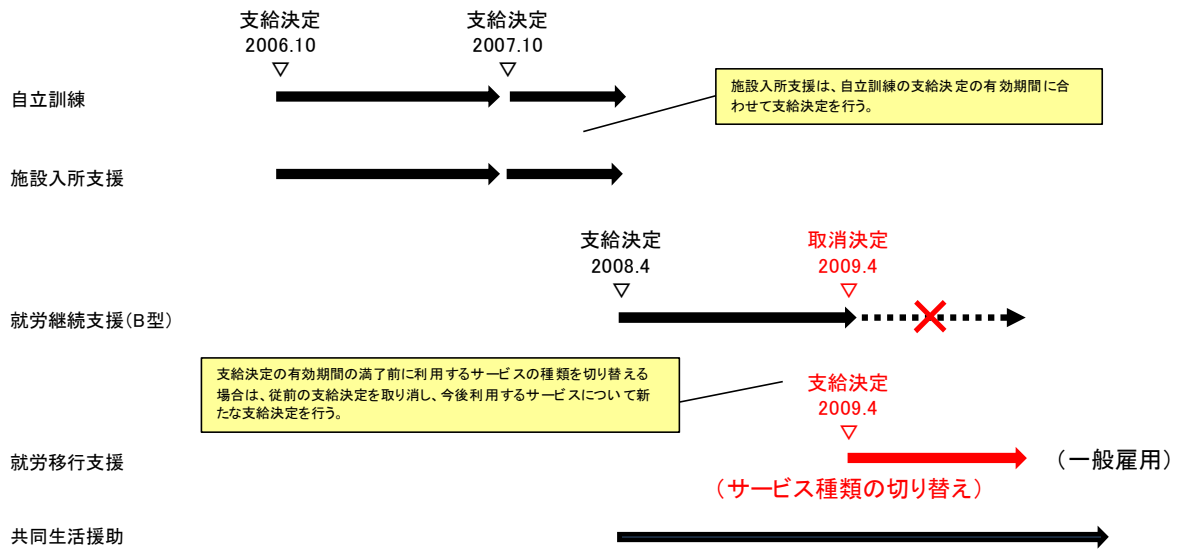 支給決定
2006.10
▽
支給決定
2007.10
▽
自立訓練
施設入所支援は、自立訓練の支給決定の有効期間に合
わせて支給決定を行う。
施設入所支援
支給決定
2008.4
▽
取消決定
2009.4
▽
就労継続支援(B型)
支給決定の有効期間の満了前に利用するサービスの種類を切り替える
場合は、従前の支給決定を取り消し、今後利用するサービスについて新
たな支給決定を行う。
支給決定
2009.4
▽
就労移行支援
(一般雇用)
(サービス種類の切り替え)
共同生活援助